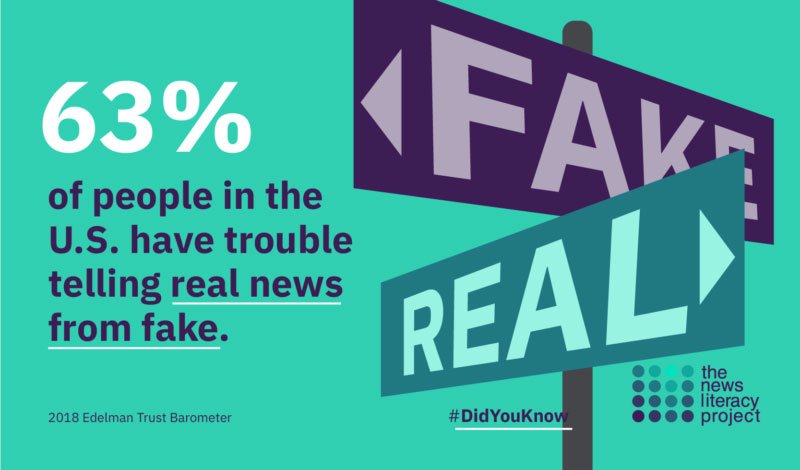 63%
of people in the
U.S. have trouble
telling real news
from fake.
FAKE
REAL
2018 Edelman Trust Barometer
#DidYouKnow
the
news
literacy
project